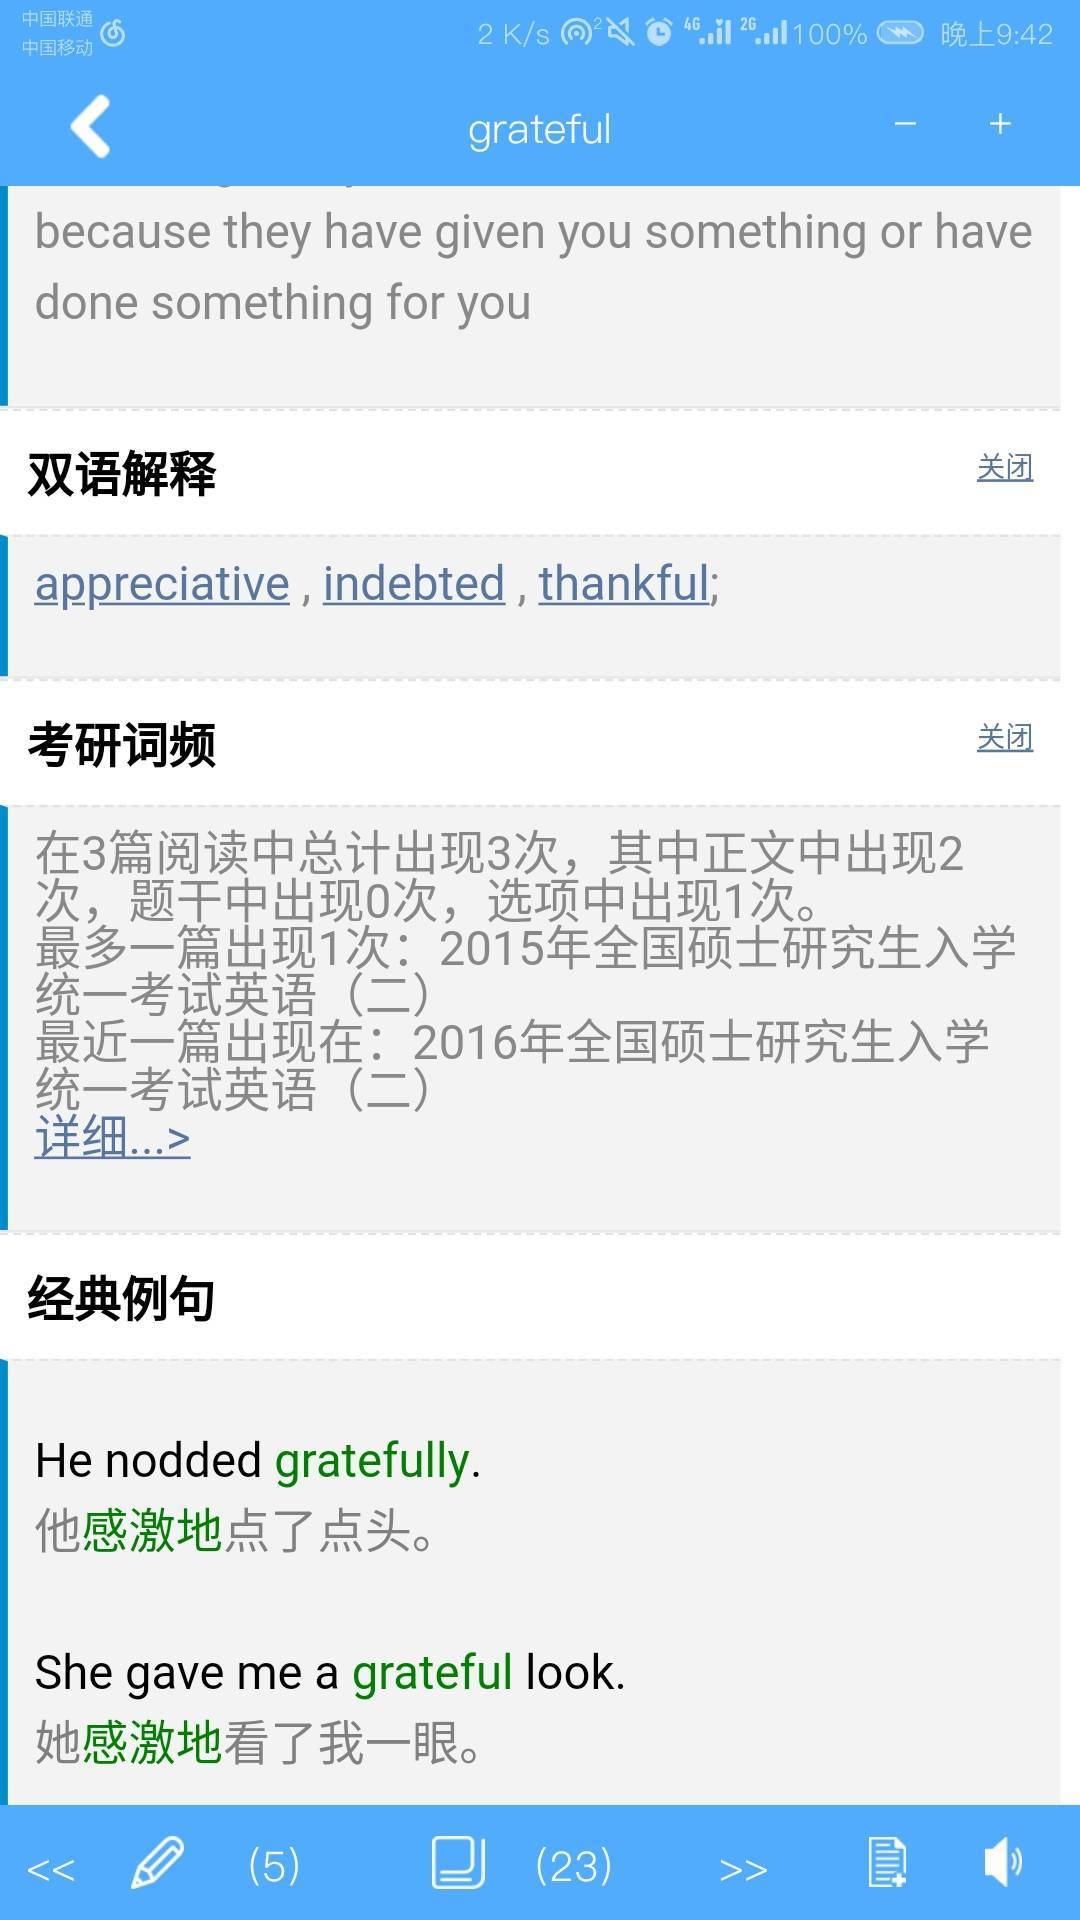 中国联通
中国移动
2 K/s
2
4G
2G
100%
晚上9:42
grateful
− +
because they have given you something or have
done something for you
双语解释
关闭
appreciative , indebted , thankful;
考研词频
关闭
在3篇阅读中总计出现3次，其中正文中出现2
次，题干中出现0次，选项中出现1次。
最多一篇出现1次：2015年全国硕士研究生入学
统一考试英语（二）
最近一篇出现在：2016年全国硕士研究生入学
统一考试英语（二）
详细...>
经典例句
He nodded gratefully.
他感激地点了点头。
She gave me a grateful look.
她感激地看了我一眼。
<< (5) (23) >>